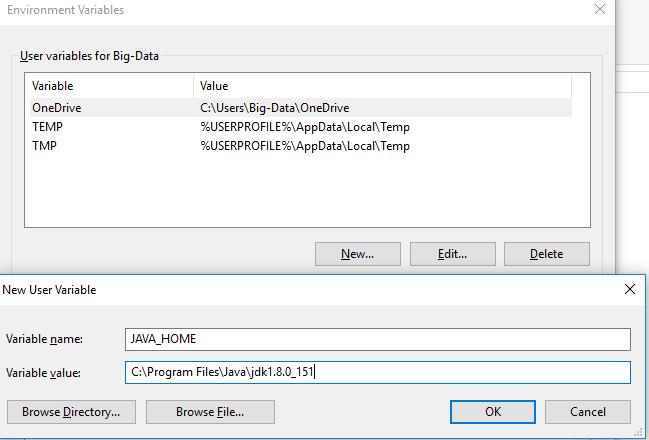 Environment Variables
User variables for Big-Data
Variable Value
OneDrive C:\Users\Big-Data\OneDrive
TEMP %USERPROFILE%\AppData\Local\Temp
TMP %USERPROFILE%\AppData\Local\Temp
New... Edit... Delete
New User Variable
Variable name: JAVA_HOME
Variable value: C:\Program Files\Java\jdk1.8.0_151
Browse Directory... Browse File... OK Cancel